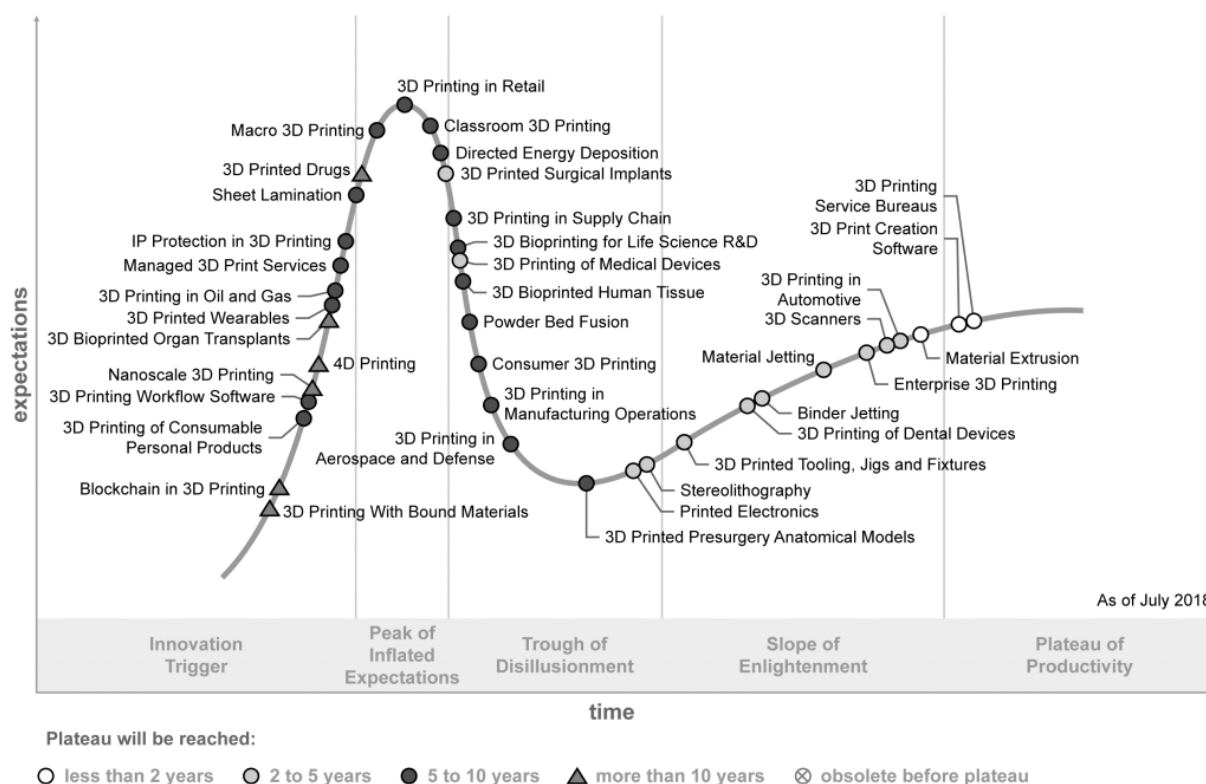 expectations
3D Printing in Retail
Macro 3D Printing
Classroom 3D Printing
Directed Energy Deposition
3D Printed Drugs
3D Printed Surgical Implants
Sheet Lamination
3D Printing in Supply Chain
IP Protection in 3D Printing
3D Bioprinting for Life Science R&D
Managed 3D Print Services
3D Printing of Medical Devices
3D Printing in Oil and Gas
3D Bioprinted Human Tissue
3D Printed Wearables
Powder Bed Fusion
3D Bioprinted Organ Transplants
4D Printing
Consumer 3D Printing
Nanoscale 3D Printing
3D Printing Workflow Software
3D Printing in
Manufacturing Operations
3D Printing of Consumable
Personal Products
3D Printing in
Aerospace and Defense
Blockchain in 3D Printing
3D Printing With Bound Materials
3D Printing
Service Bureaus
3D Print Creation
Software
3D Printing in
Automotive
3D Scanners
Material Jetting
Material Extrusion
Enterprise 3D Printing
Binder Jetting
3D Printing of Dental Devices
3D Printed Tooling, Jigs and Fixtures
Stereolithography
Printed Electronics
3D Printed Presurgery Anatomical Models
As of July 2018
Innovation
Trigger
Peak of
Inflated
Expectations
Trough of
Disillusionment
Slope of
Enlightenment
Plateau of
Productivity
time
Plateau will be reached:
less than 2 years
2 to 5 years
5 to 10 years
more than 10 years
obsolete before plateau